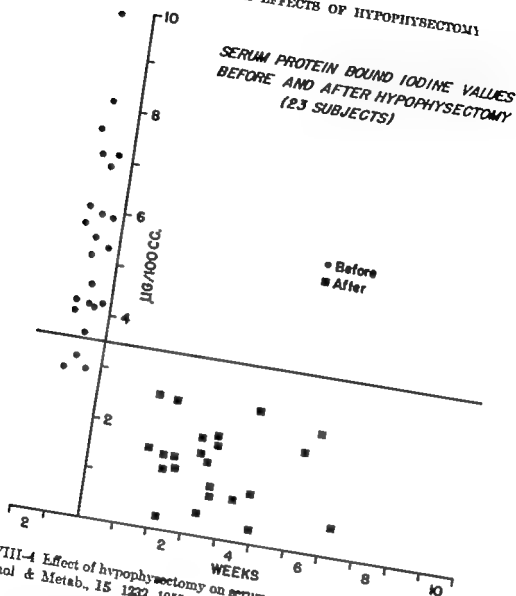 EFFECTS OF HYPOPHYSECTOMY
SERUM PROTEIN BOUND IODINE VALUES
BEFORE AND AFTER HYPOPHYSECTOMY
(23 SUBJECTS)
10
8
6
4
2
µG/100CC.
Before
After
2 2 4 6 8 10
WEEKS
VIII-4 Effect of hypophysectomy on
& Metab., 15 1232